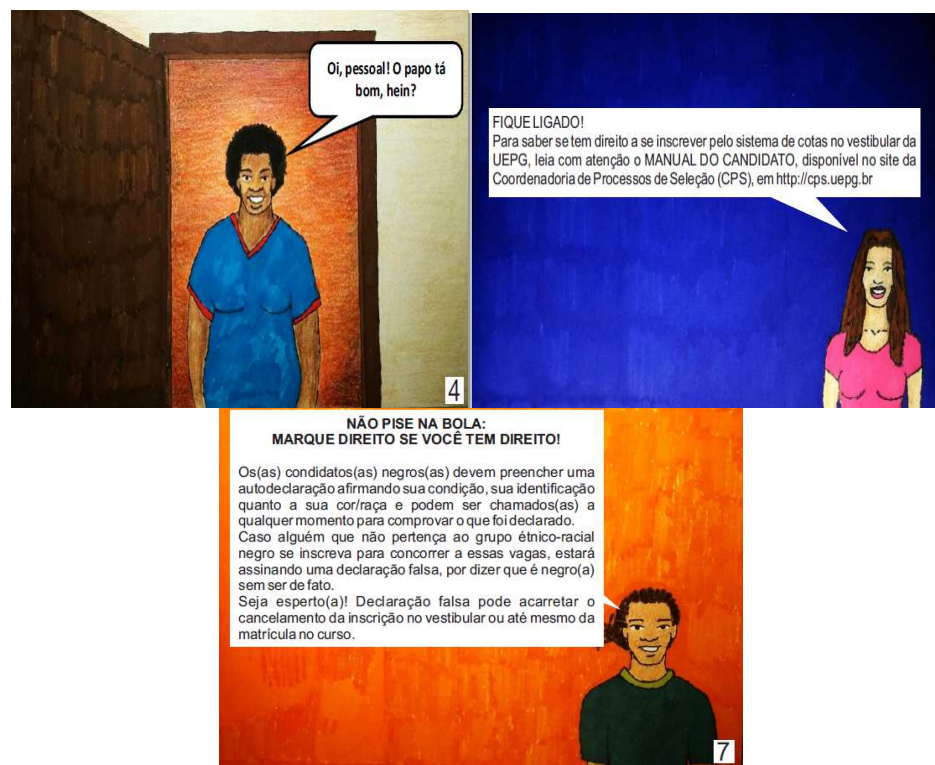 Oi, pessoal! O papo tá
bom, hein?
4
FIQUE LIGADO!
Para saber se tem direito a se inscrever pelo sistema de cotas no vestibular da
UEPG, leia com atenção o MANUAL DO CANDIDATO, disponível no site da
Coordenadoria de Processos de Seleção (CPS), em http://cps.uepg.br
NÃO PISE NA BOLA:
MARQUE DIREITO SE VOCÊ TEM DIREITO!
Os(as) condidatos(as) negros(as) devem preencher uma
autodeclaração afirmando sua condição, sua identificação
quanto a sua cor/raça e podem ser chamados(as) a
qualquer momento para comprovar o que foi declarado.
Caso alguém que não pertença ao grupo étnico-racial
negro se inscreva para concorrer a essas vagas, estará
assinando uma declaração falsa, por dizer que é negro(a)
sem ser de fato.
Seja esperto(a)! Declaração falsa pode acarretar o
cancelamento da inscrição no vestibular ou até mesmo da
matrícula no curso.
7